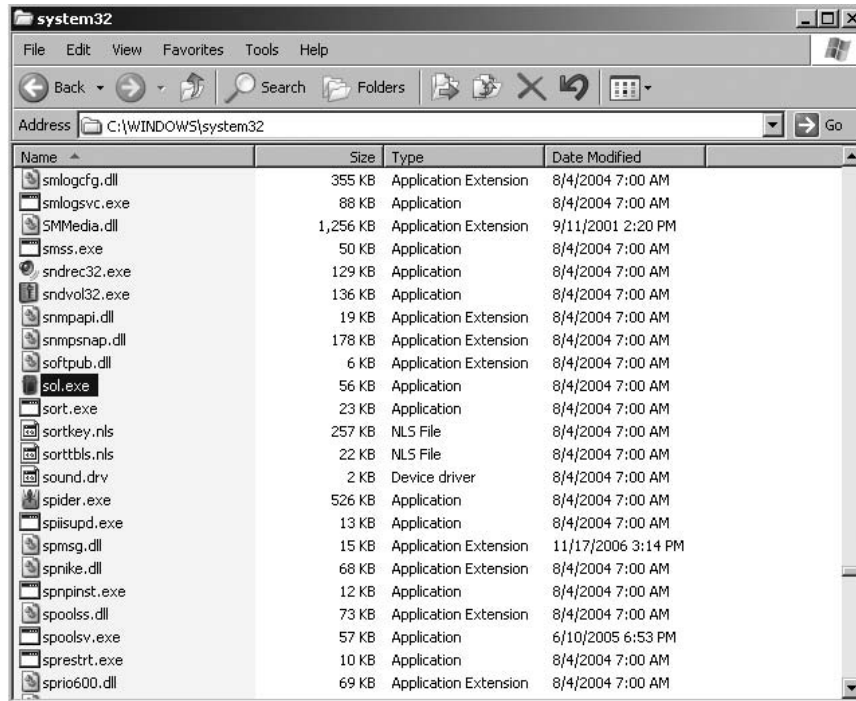 system32
File Edit View Favorites Tools Help
Back Search Folders
Address C:\WINDOWS\system32 Go
Name Size Type Date Modified
smlogcfg.dll 355 KB Application Extension 8/4/2004 7:00 AM
smlogsvc.exe 88 KB Application 8/4/2004 7:00 AM
SMMedia.dll 1,256 KB Application Extension 9/11/2001 2:20 PM
smss.exe 50 KB Application 8/4/2004 7:00 AM
sndrec32.exe 129 KB Application 8/4/2004 7:00 AM
sndvol32.exe 136 KB Application 8/4/2004 7:00 AM
snmpapi.dll 19 KB Application Extension 8/4/2004 7:00 AM
snmpsnap.dll 178 KB Application Extension 8/4/2004 7:00 AM
softpub.dll 6 KB Application Extension 8/4/2004 7:00 AM
sol.exe 56 KB Application 8/4/2004 7:00 AM
sort.exe 23 KB Application 8/4/2004 7:00 AM
sortkey.nls 257 KB NLS File 8/4/2004 7:00 AM
sorttbls.nls 22 KB NLS File 8/4/2004 7:00 AM
sound.drv 2 KB Device driver 8/4/2004 7:00 AM
spider.exe 526 KB Application 8/4/2004 7:00 AM
spiisupd.exe 13 KB Application 8/4/2004 7:00 AM
spmsg.dll 15 KB Application Extension 11/17/2006 3:14 PM
spnike.dll 68 KB Application Extension 8/4/2004 7:00 AM
spnpinst.exe 12 KB Application 8/4/2004 7:00 AM
spoolss.dll 73 KB Application Extension 8/4/2004 7:00 AM
spoolsv.exe 57 KB Application 6/10/2005 6:53 PM
sprestrt.exe 10 KB Application 8/4/2004 7:00 AM
sprio600.dll 69 KB Application Extension 8/4/2004 7:00 AM